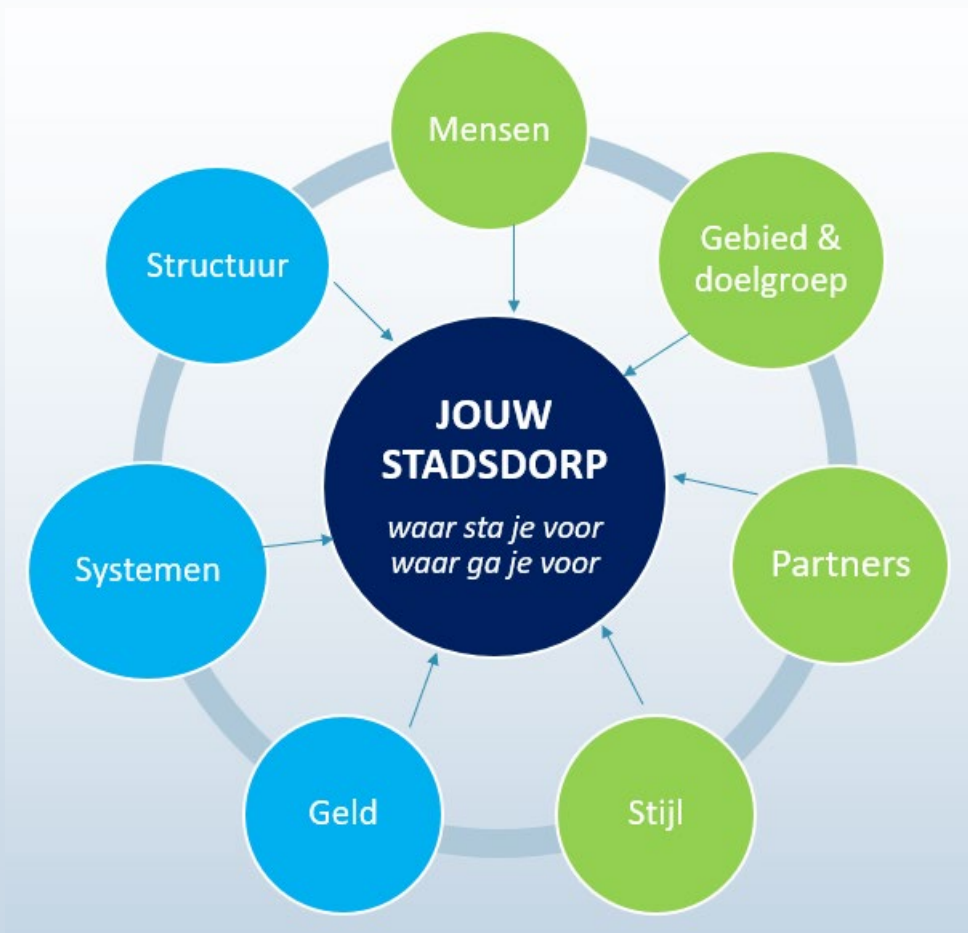 Mensen
Gebied &
doelgroep
Partners
Stijl
Geld
Systemen
Structuur
JOUW
STADSDORP
waar sta je voor
waar ga je voor